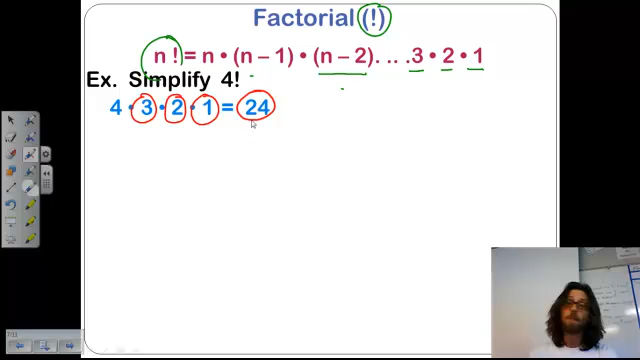 Factorial (!)
n ! = n • (n – 1) • (n – 2). .. .3 • 2 • 1
Ex. Simplify 4!
4 • 3 • 2 • 1 = 24